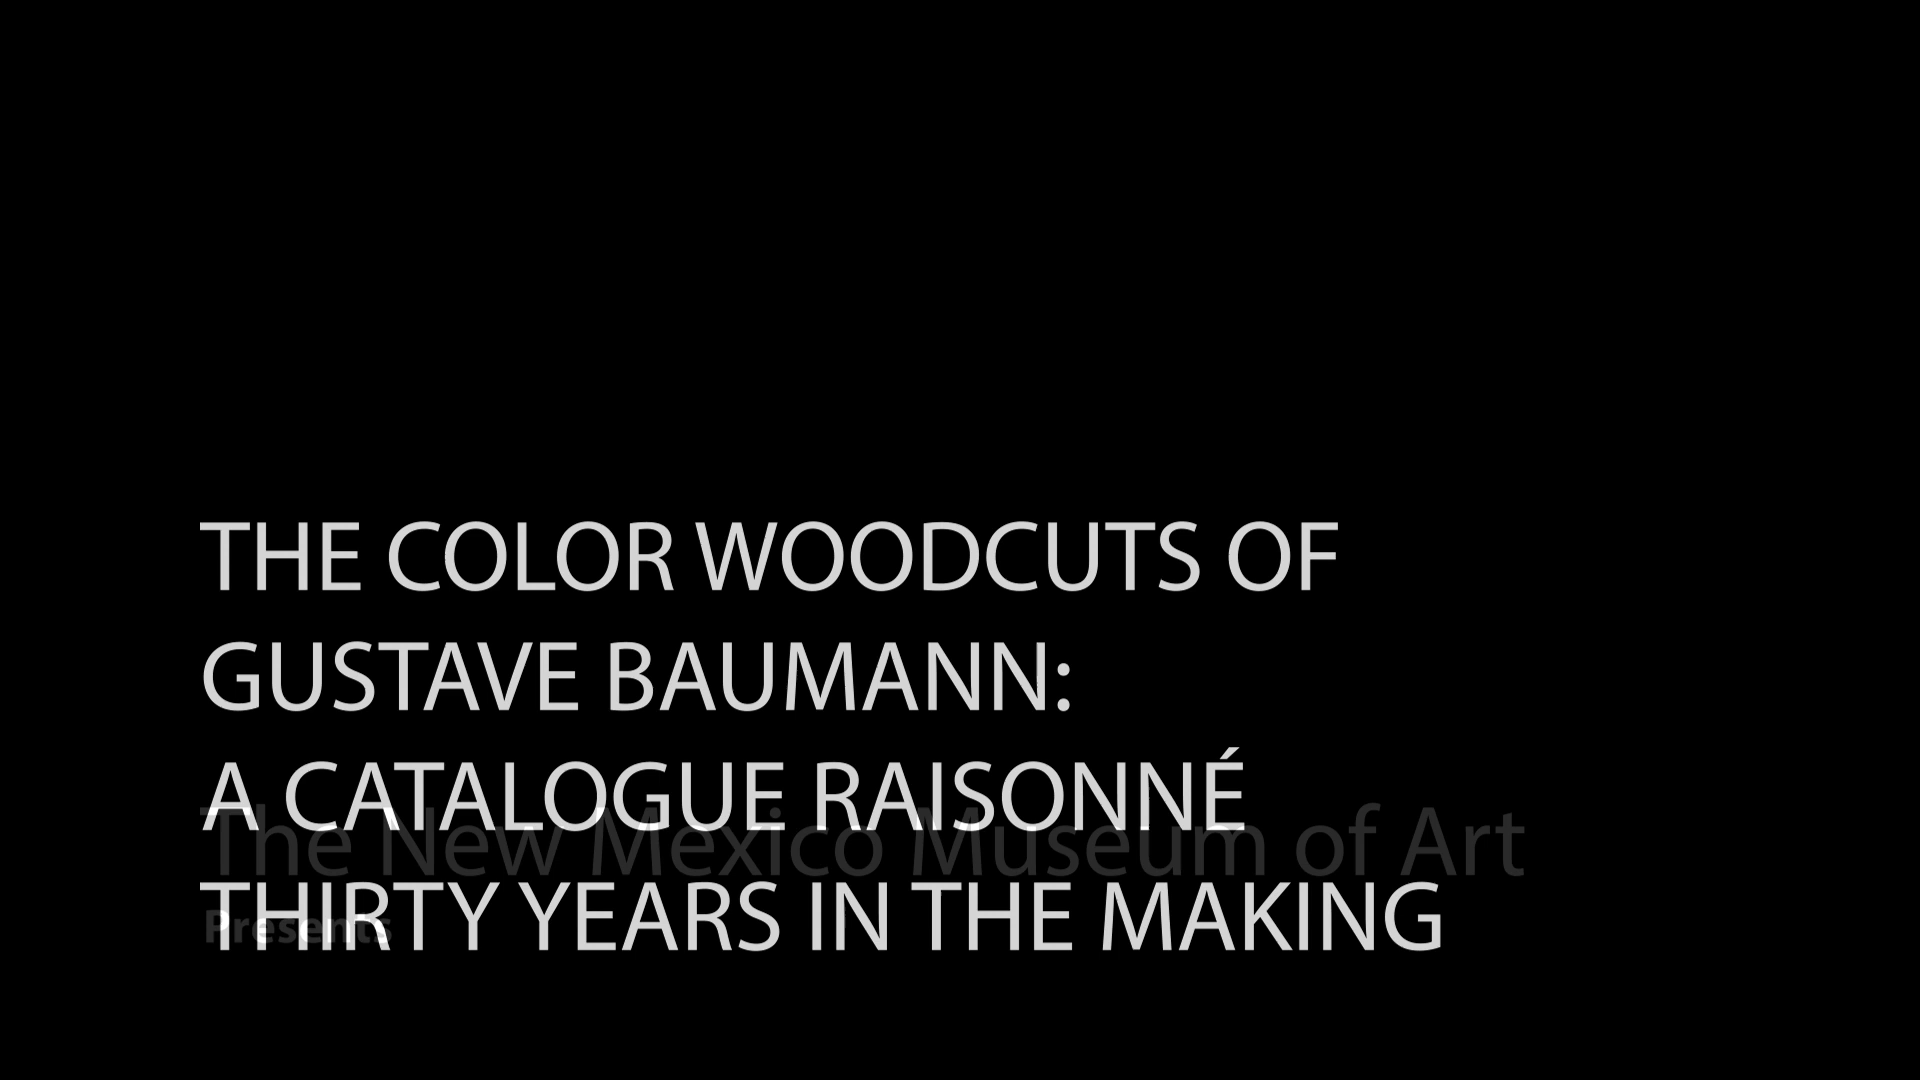 THE COLOR WOODCUTS OF
GUSTAVE BAUMANN:
A CATALOGUE RAISONNÉ
The New Mexico Museum of Art
THIRTY YEARS IN THE MAKING
Presents